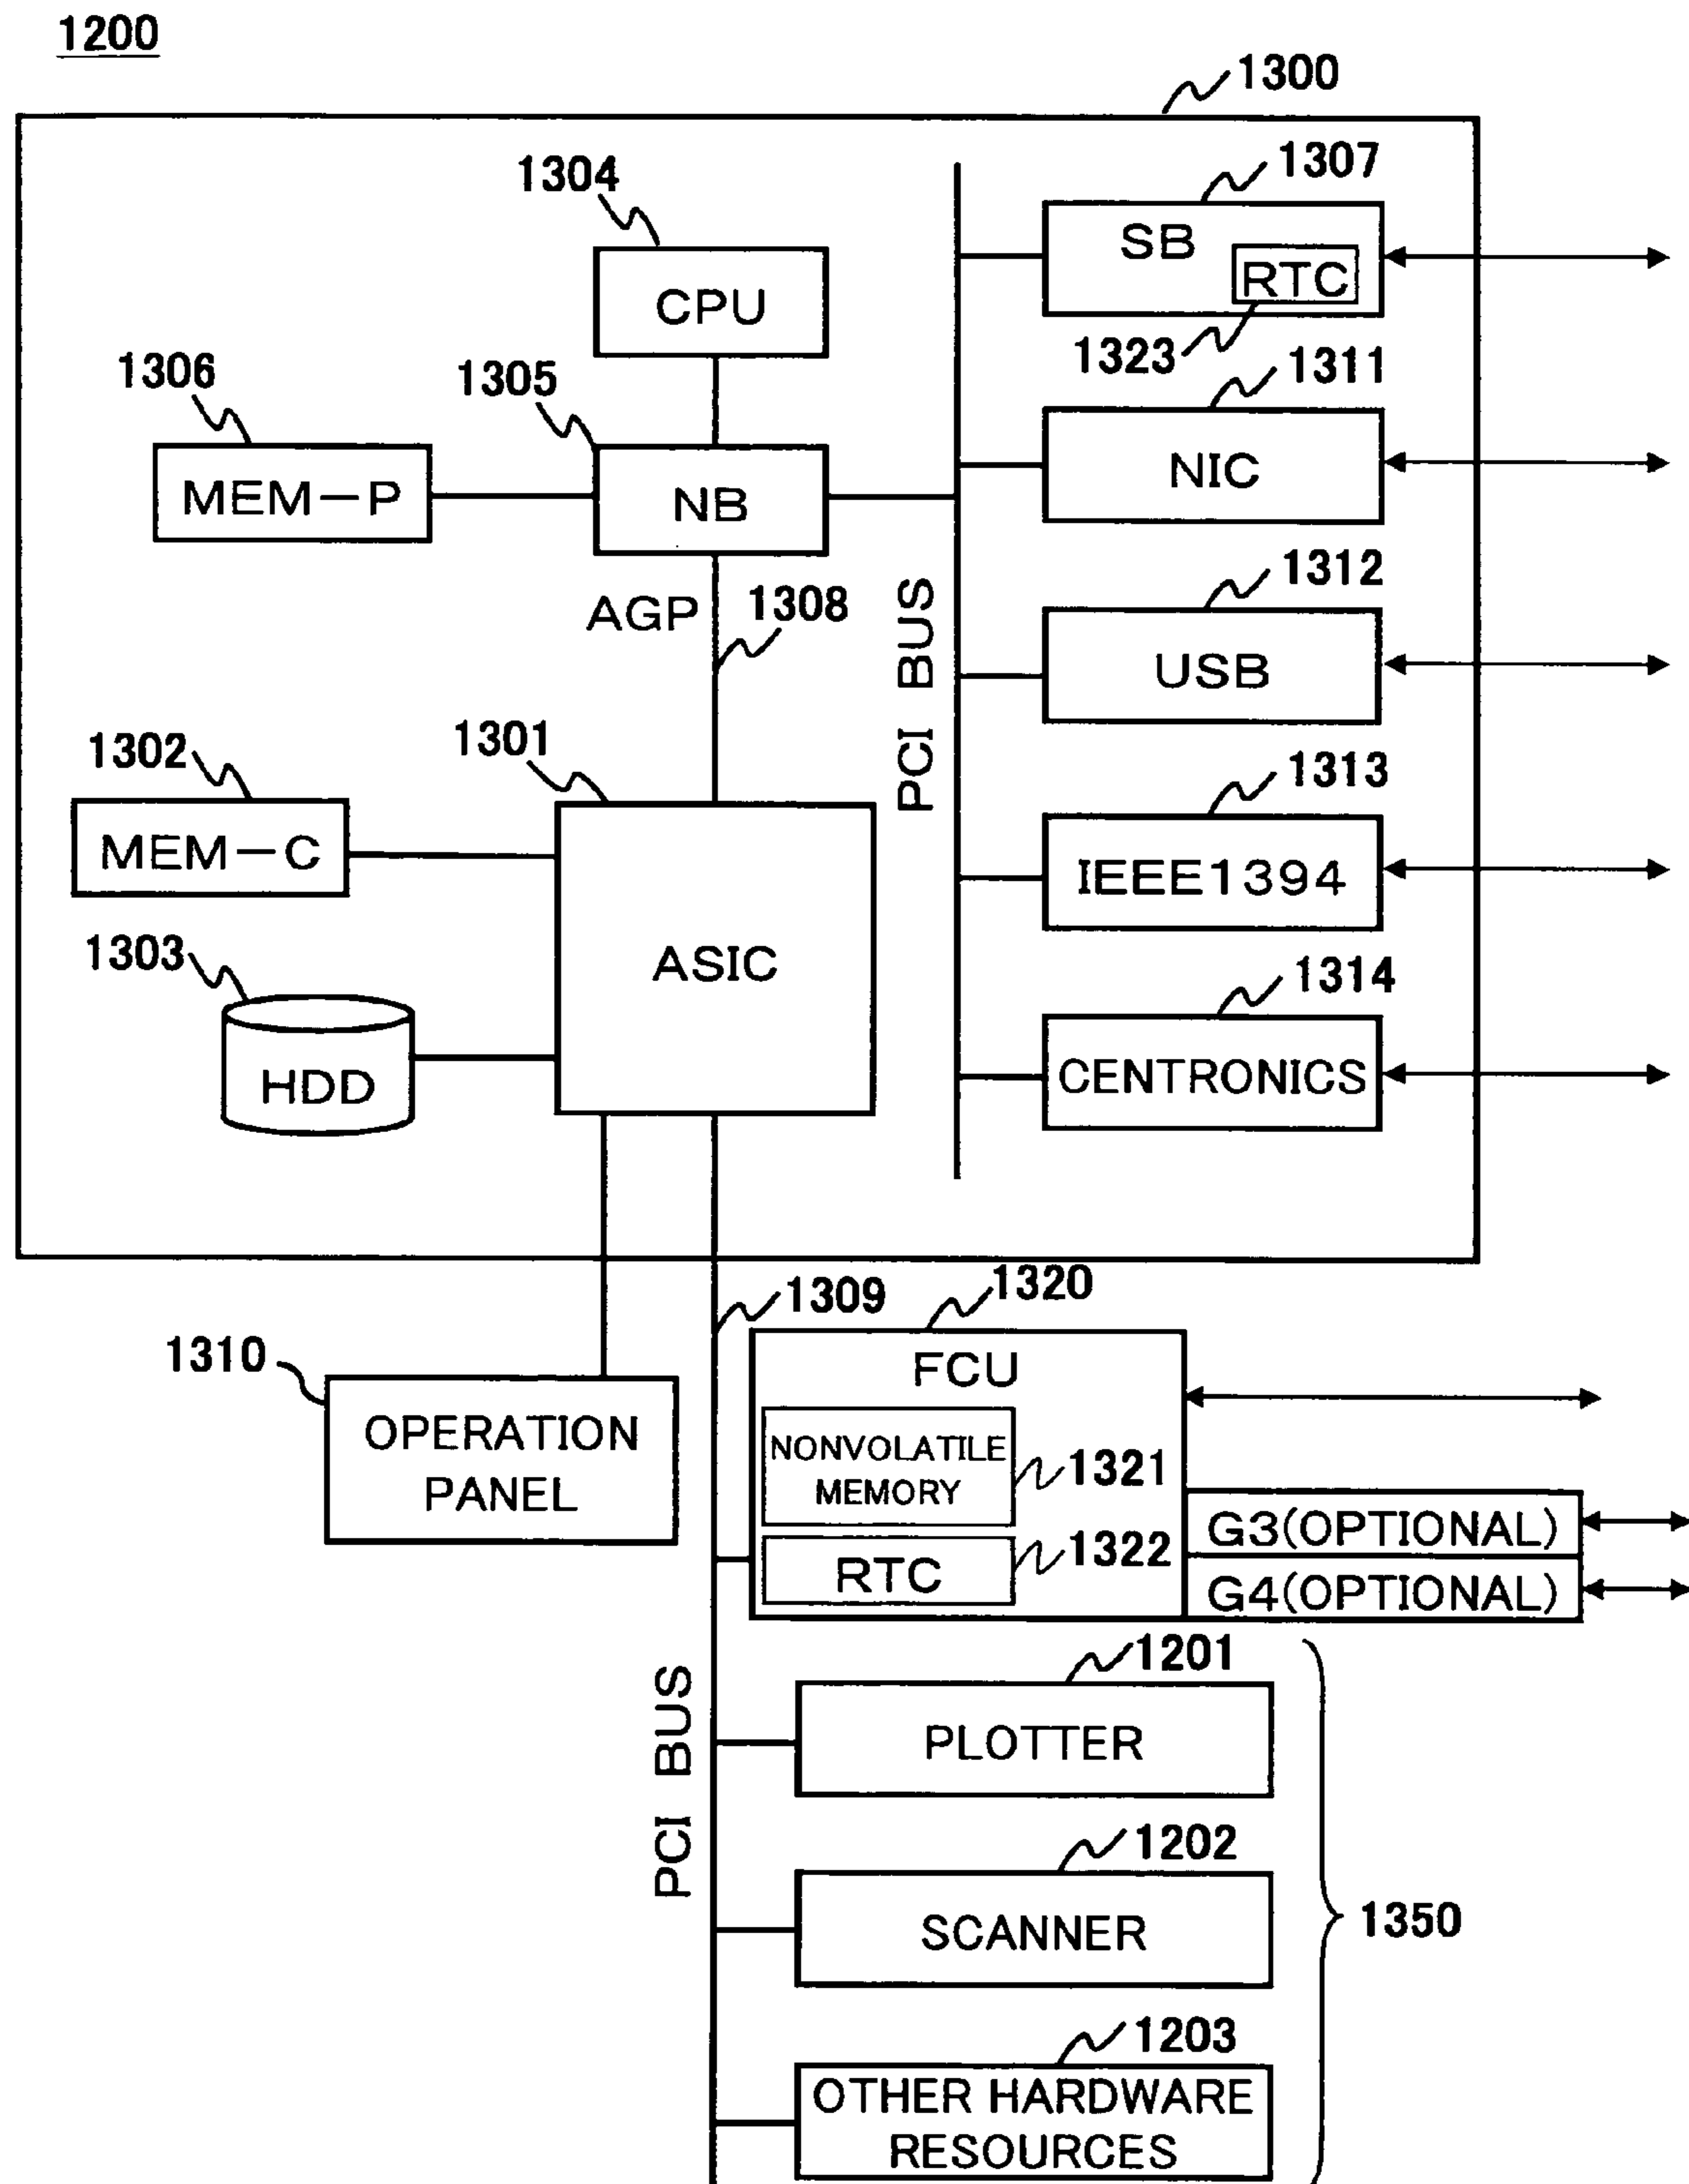 1200
1300
1304
1307
CPU
SB
RTC
1323
1306
1305
1311
MEM-P
NB
NIC
AGP
1308
1312
PCI BUS
USB
1302
1301
1313
MEM-C
IEEE1394
1303
ASIC
1314
HDD
CENTRONICS
1309
1320
1310
FCU
OPERATION
PANEL
NONVOLATILE
MEMORY
1321
G3(OPTIONAL)
RTC
1322
G4(OPTIONAL)
1201
PCI BUS
PLOTTER
1202
SCANNER
1350
1203
OTHER HARDWARE
RESOURCES